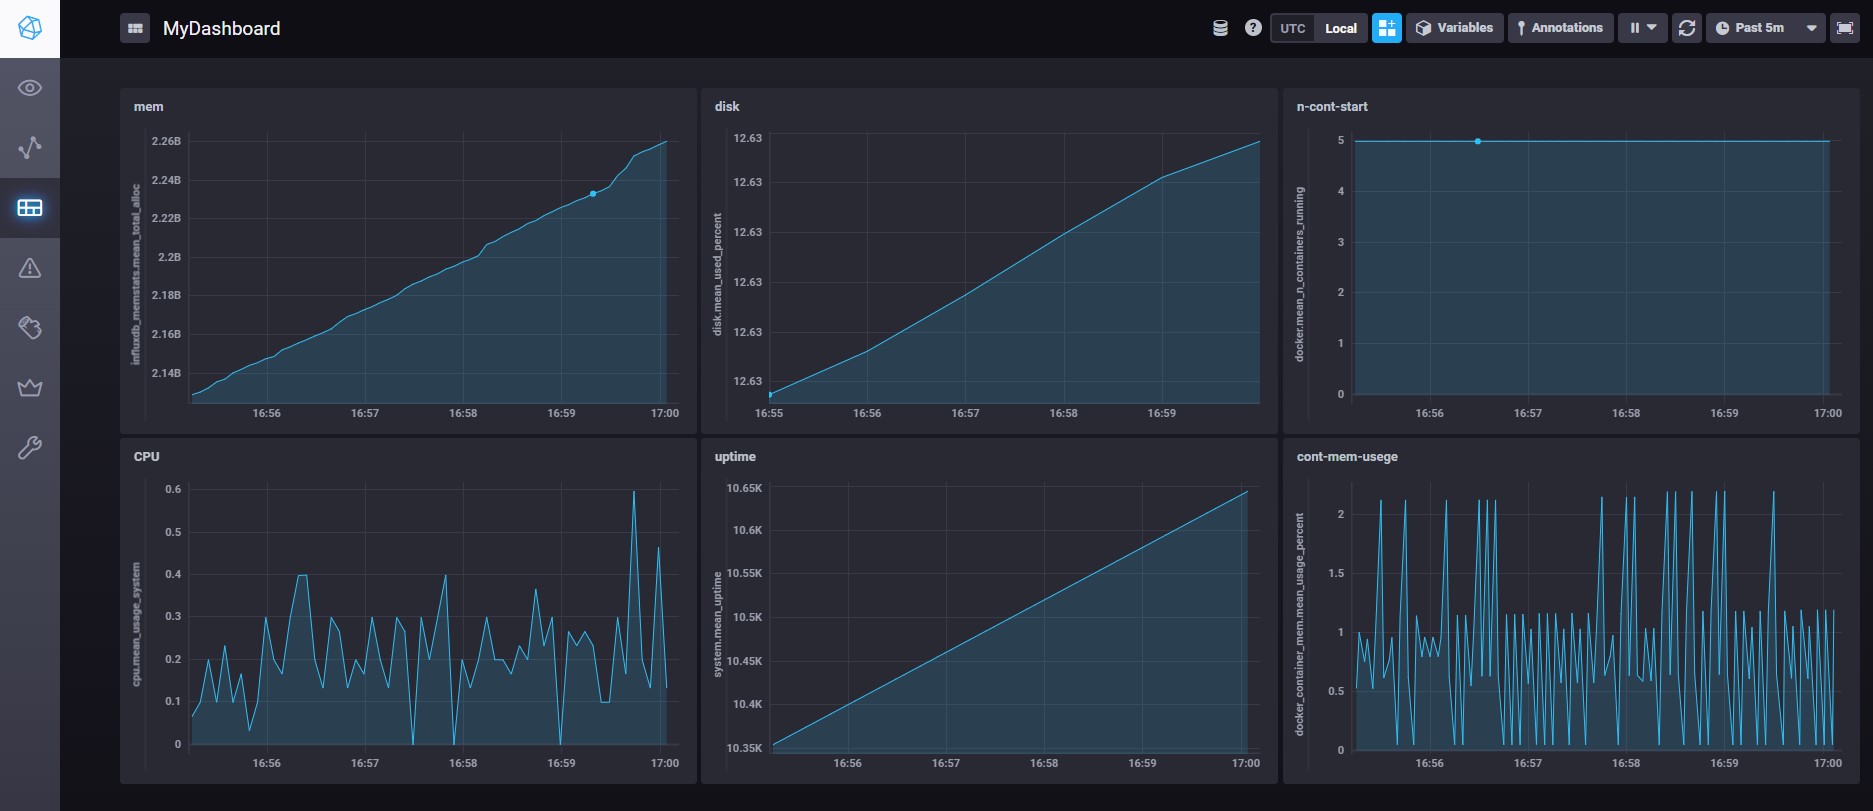 MyDashboard
UTC Local Variables Annotations Past 5m
mem
influxdb_memstats.mean_total_alloc
2.26B
2.24B
2.22B
2.2B
2.18B
2.16B
2.14B
16:56 16:57 16:58 16:59 17:00
disk
disk.mean_used_percent
12.63
12.63
12.63
12.63
12.63
12.63
16:55 16:56 16:57 16:58 16:59
n-cont-start
docker.mean_n_containers_running
5
4
3
2
1
0
16:56 16:57 16:58 16:59 17:00
CPU
cpu.mean_usage_system
0.6
0.5
0.4
0.3
0.2
0.1
0
16:56 16:57 16:58 16:59 17:00
uptime
system.mean_uptime
10.65K
10.6K
10.55K
10.5K
10.45K
10.4K
10.35K
16:56 16:57 16:58 16:59 17:00
cont-mem-usege
docker_container_mem.mean_usage_percent
2
1.5
1
0.5
0
16:56 16:57 16:58 16:59 17:00